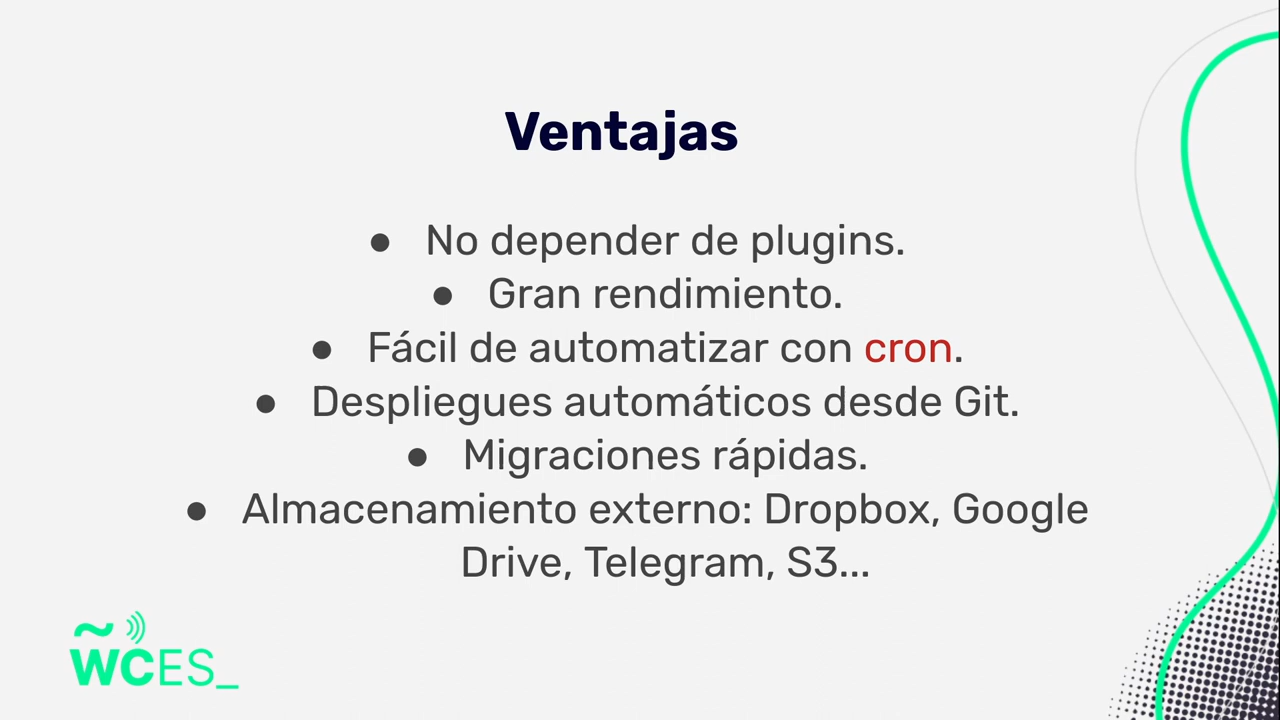 Ventajas
● No depender de plugins.
● Gran rendimiento.
● Fácil de automatizar con cron.
● Despliegues automáticos desde Git.
● Migraciones rápidas.
● Almacenamiento externo: Dropbox, Google
Drive, Telegram, S3...
~
WCES_